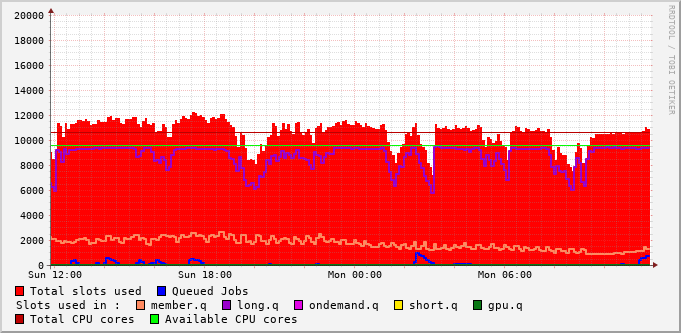 20000
18000
16000
14000
12000
10000
8000
6000
4000
2000
0
Sun 12:00 Sun 18:00 Mon 00:00 Mon 06:00
Total slots used Queued Jobs
Slots used in : member.q long.q ondemand.q short.q gpu.q
Total CPU cores Available CPU cores
RRDTOOL / TOBI OETIKER